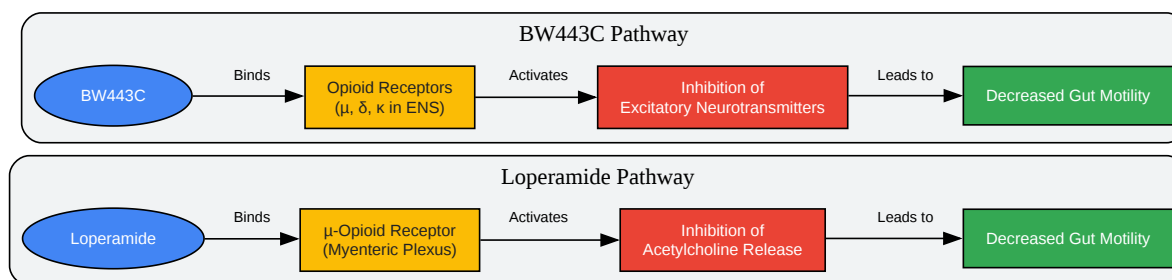 BW443C Pathway
BW443C
Binds
Opioid Receptors
(μ, δ, κ in ENS)
Activates
Inhibition of
Excitatory Neurotransmitters
Leads to
Decreased Gut Motility
Loperamide Pathway
Loperamide
Binds
μ-Opioid Receptor
(Myenteric Plexus)
Activates
Inhibition of
Acetylcholine Release
Leads to
Decreased Gut Motility